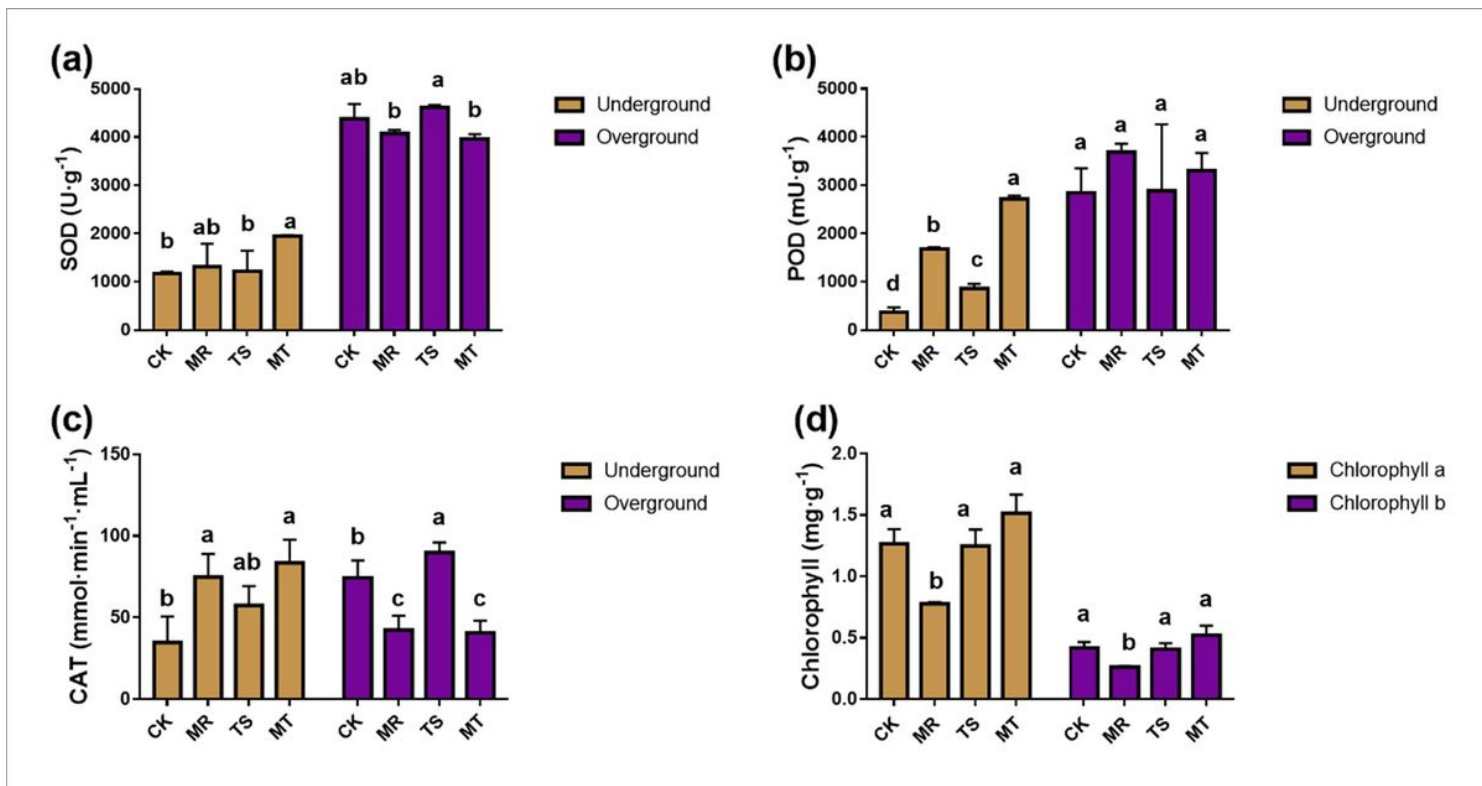 (a)
SOD (U·g⁻¹)
5000
4000
3000
2000
1000
0
b ab b a
ab b a b
CK MR TS MT CK MR TS MT
Underground
Overground
(b)
POD (mU·g⁻¹)
5000
4000
3000
2000
1000
0
d b c a
a a a a
CK MR TS MT CK MR TS MT
Underground
Overground
(c)
CAT (mmol·min⁻¹·mL⁻¹)
150
100
50
0
b a ab a
b c a c
CK MR TS MT CK MR TS MT
Underground
Overground
(d)
Chlorophyll (mg·g⁻¹)
2.0
1.5
1.0
0.5
0.0
a b a a
a b a a
CK MR TS MT CK MR TS MT
Chlorophyll a
Chlorophyll b